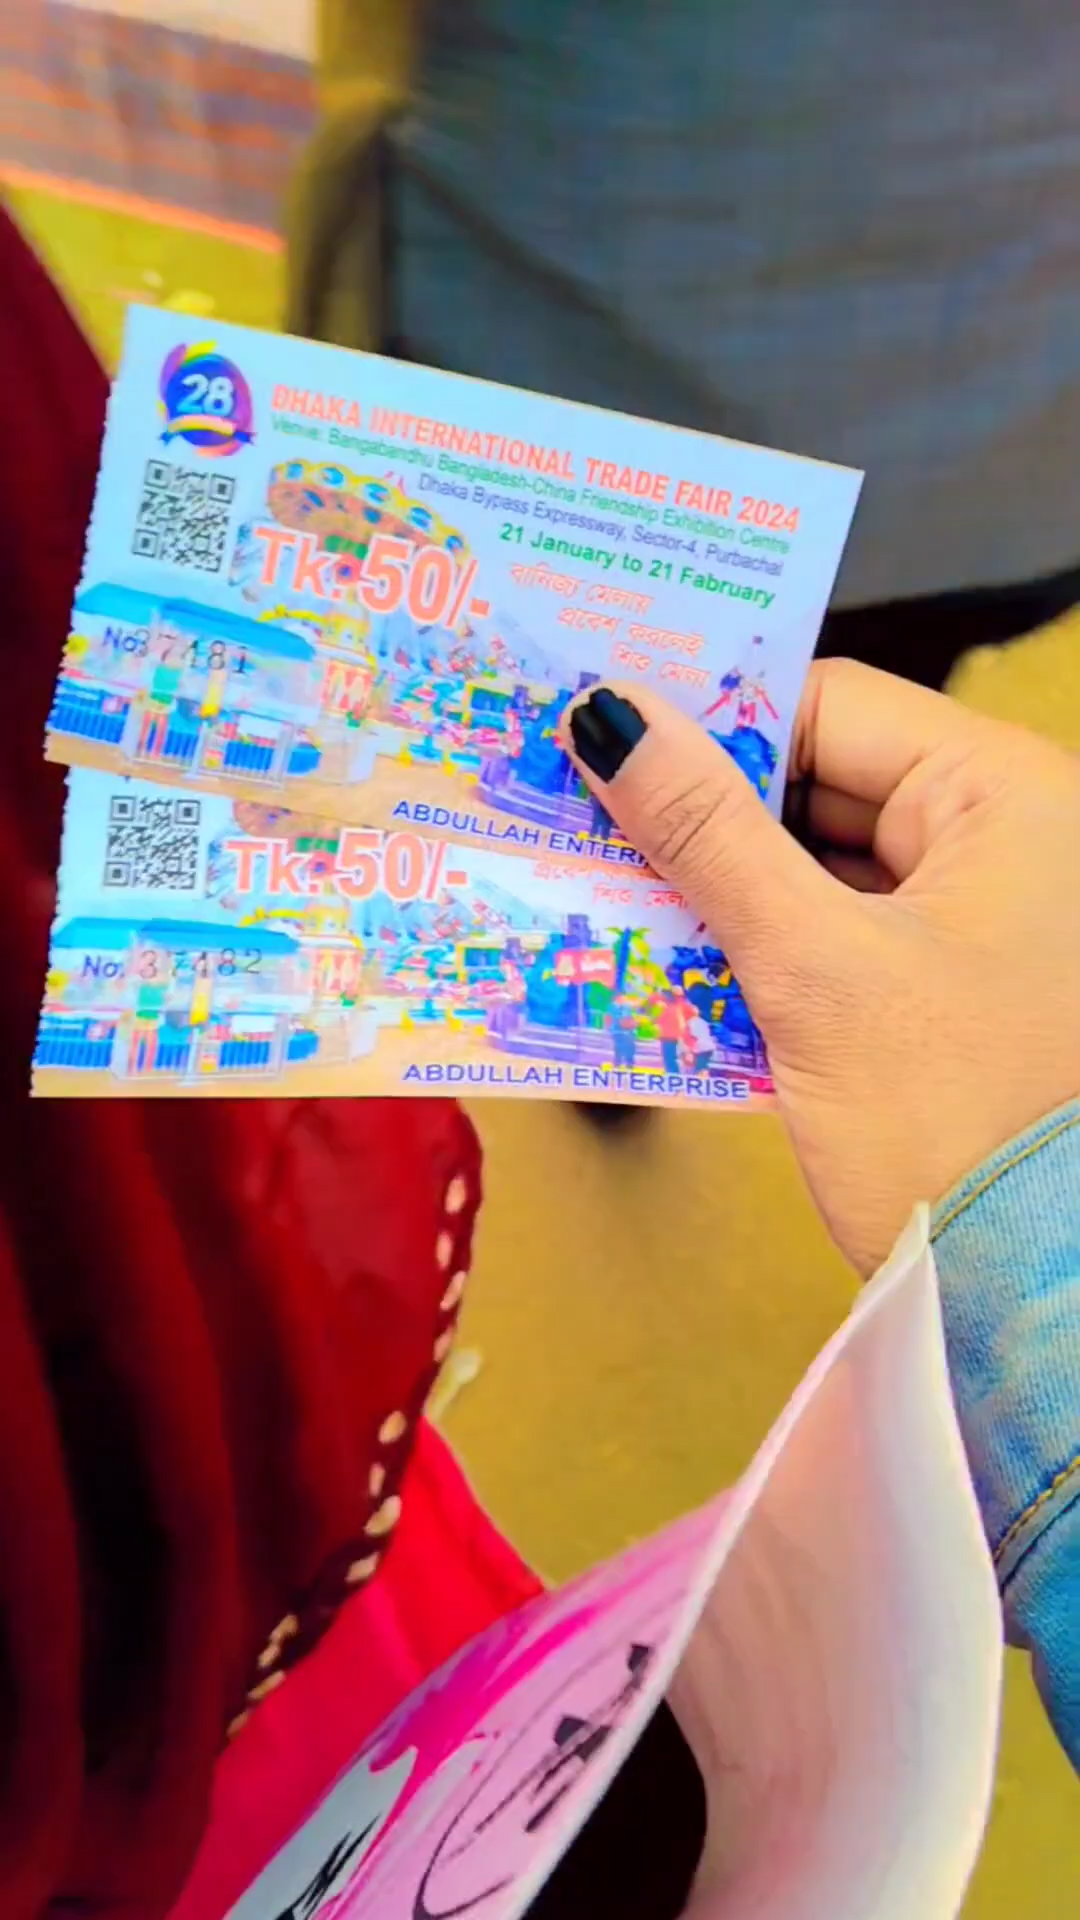 28
DHAKA INTERNATIONAL TRADE FAIR 2024
Venue: Bangabandhu Bangladesh-China Friendship Exhibition Centre
Dhaka Bypass Expressway, Sector-4, Purbachal
21 January to 21 Fabruary
Tk. 50/-
বানিজ্য মেলায়
প্রবেশ করলেই
শিশু মেলা
No. 37481
ABDULLAH ENTER
Tk. 50/-
শিশু মেলা
No. 37482
ABDULLAH ENTERPRISE